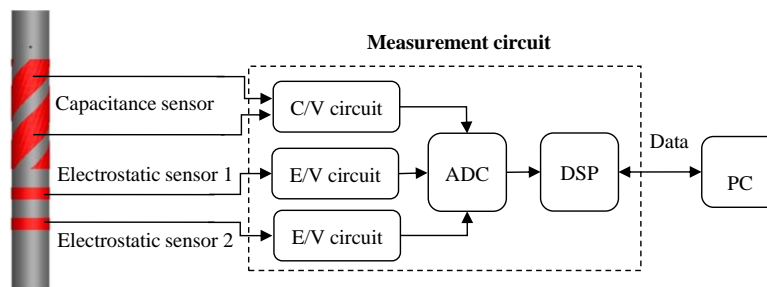 Measurement circuit
Capacitance sensor
C/V circuit
Electrostatic sensor 1
E/V circuit
ADC
DSP
Data
PC
Electrostatic sensor 2
E/V circuit